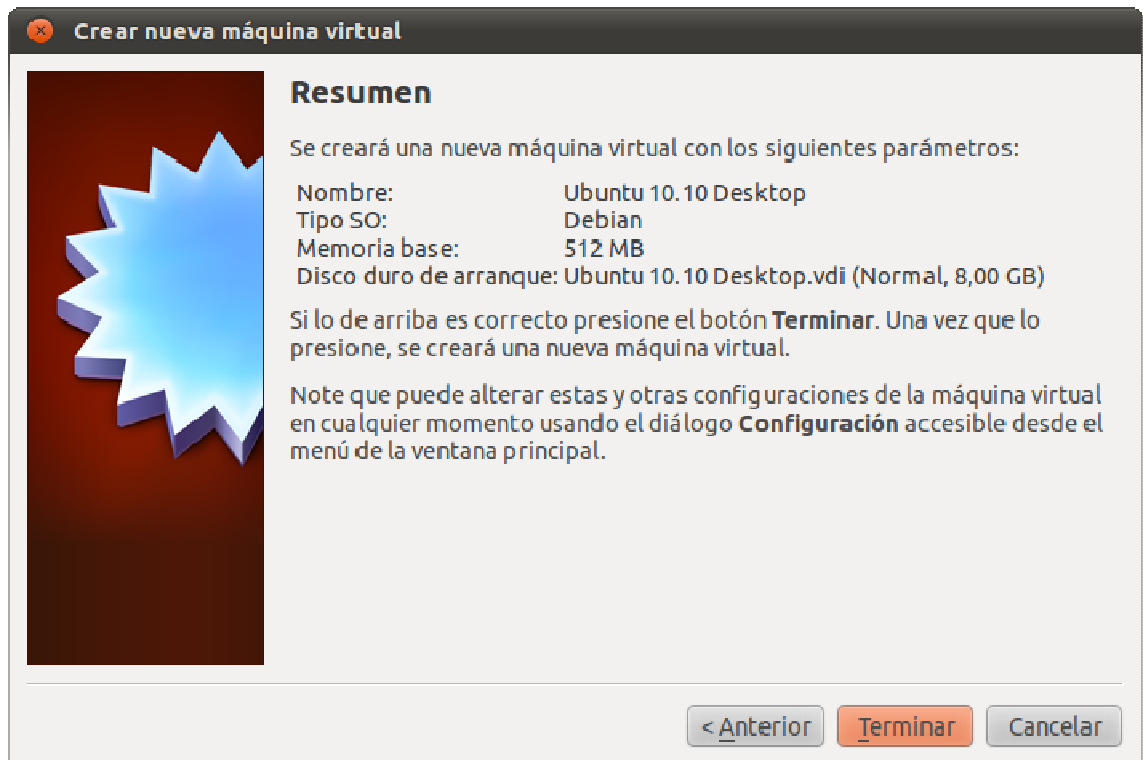 Crear nueva máquina virtual
Resumen
Se creará una nueva máquina virtual con los siguientes parámetros:
Nombre: Ubuntu 10.10 Desktop
Tipo SO: Debian
Memoria base: 512 MB
Disco duro de arranque: Ubuntu 10.10 Desktop.vdi (Normal, 8,00 GB)
Si lo de arriba es correcto presione el botón Terminar. Una vez que lo
presione, se creará una nueva máquina virtual.
Note que puede alterar estas y otras configuraciones de la máquina virtual
en cualquier momento usando el diálogo Configuración accesible desde el
menú de la ventana principal.
< Anterior Terminar Cancelar